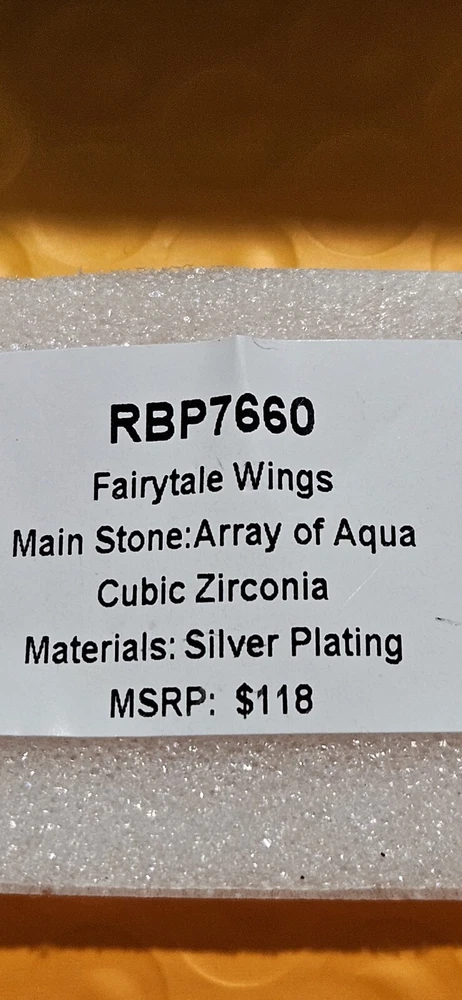 RBP7660
Fairytale Wings
Main Stone:Array of Aqua
Cubic Zirconia
Materials: Silver Plating
MSRP: $118